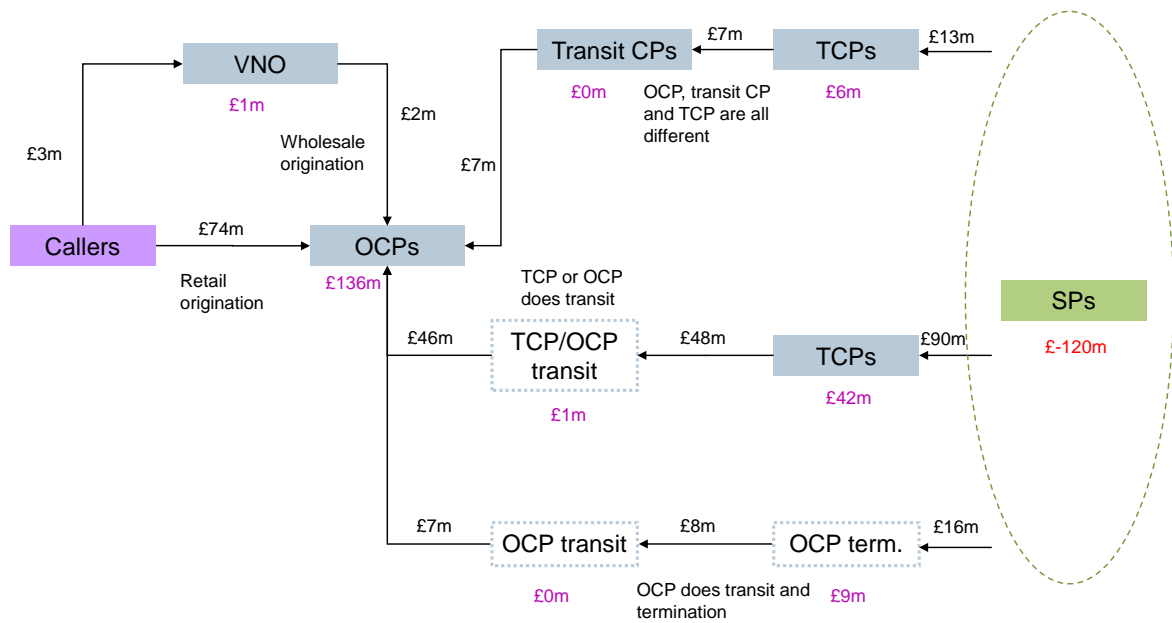 VNO
£1m
£3m
£2m
Wholesale
origination
Callers
£74m
Retail
origination
OCPs
£136m
Transit CPs
£0m
£7m
£7m
TCPs
£6m
£13m
OCP, transit CP
and TCP are all
different
TCP or OCP
does transit
TCP/OCP
transit
£1m
£46m
£48m
TCPs
£42m
£90m
SPs
£-120m
£7m
OCP transit
£0m
£8m
OCP term.
£9m
£16m
OCP does transit and
termination